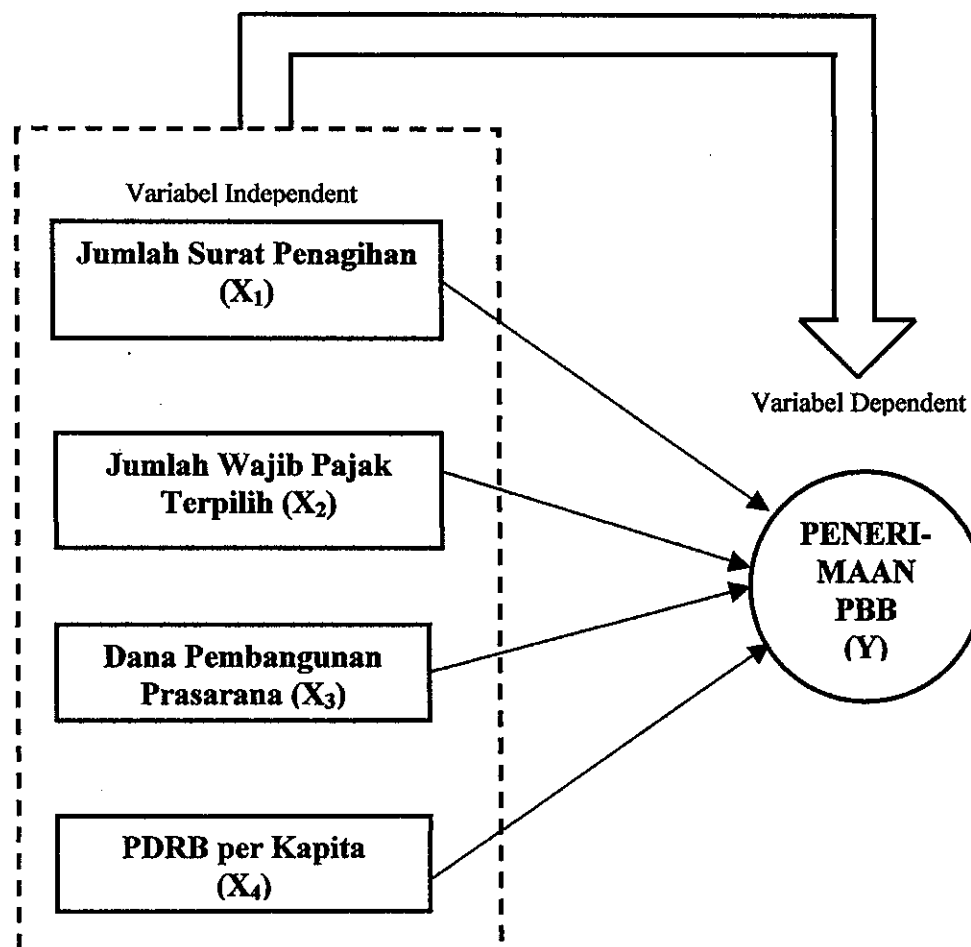 Variabel Independent
Jumlah Surat Penagihan
(X₁)
Jumlah Wajib Pajak
Terpilih (X₂)
Dana Pembangunan
Prasarana (X₃)
PDRB per Kapita
(X₄)
Variabel Dependent
PENERI-
MAAN
PBB
(Y)